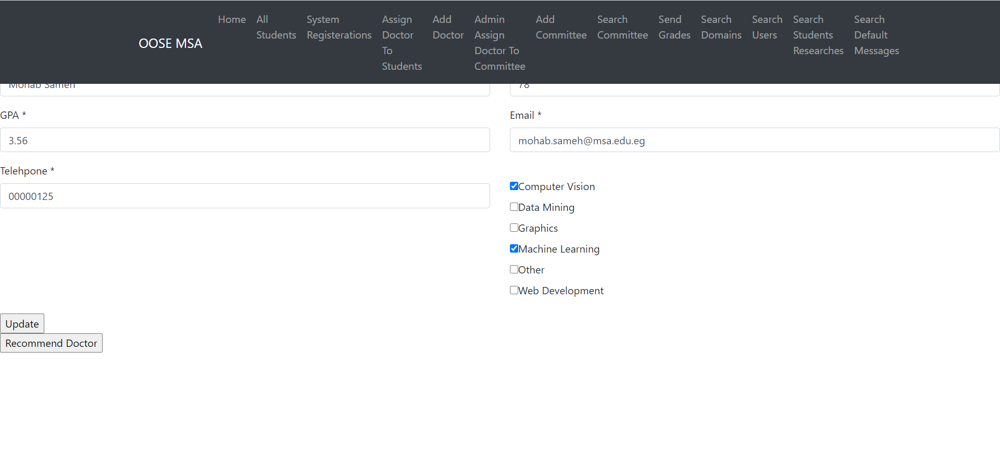 OOSE MSA
Home
All
Students
System
Registerations
Assign
Doctor
To
Students
Add
Doctor
Admin
Assign
Doctor To
Committee
Add
Committee
Search
Committee
Send
Grades
Search
Domains
Search
Users
Search
Students
Researches
Search
Default
Messages
Mohab Sameh
78
GPA *
Email *
3.56
mohab.sameh@msa.edu.eg
Telehpone *
00000125
Computer Vision
Data Mining
Graphics
Machine Learning
Other
Web Development
Update
Recommend Doctor